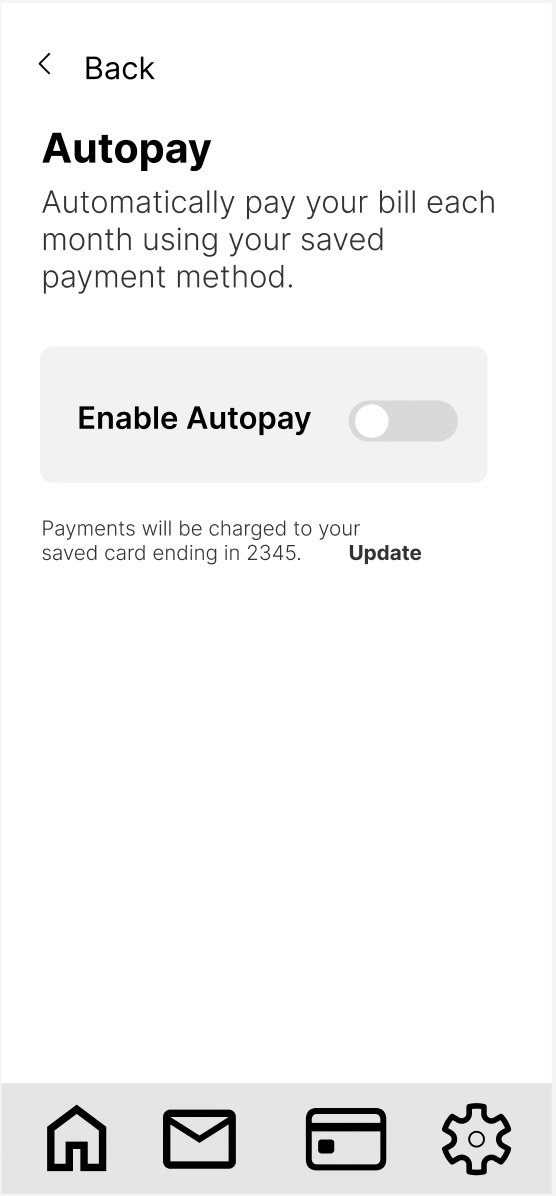 Back
Autopay
Automatically pay your bill each
month using your saved
payment method.
Enable Autopay
Payments will be charged to your
saved card ending in 2345. Update